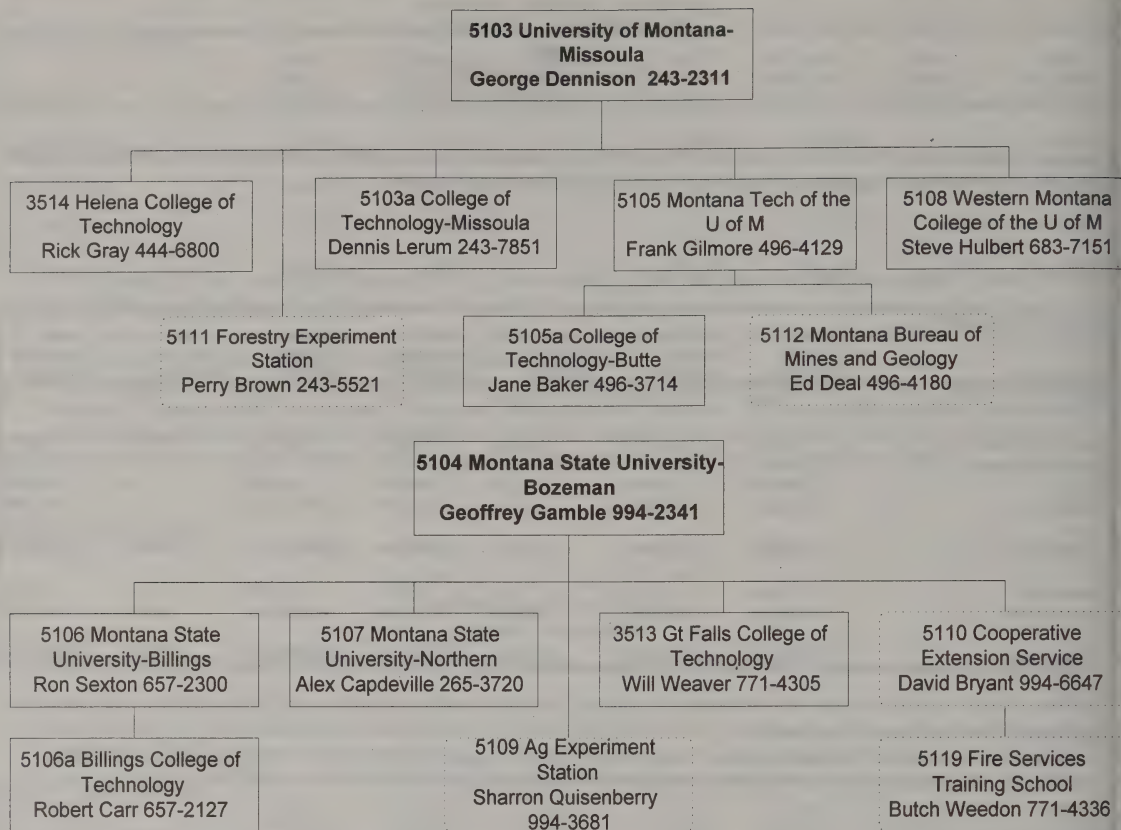 5103 University of Montana-
Missoula
George Dennison 243-2311
3514 Helena College of
Technology
Rick Gray 444-6800
5103a College of
Technology-Missoula
Dennis Lerum 243-7851
5105 Montana Tech of the
U of M
Frank Gilmore 496-4129
5108 Western Montana
College of the U of M
Steve Hulbert 683-7151
5111 Forestry Experiment
Station
Perry Brown 243-5521
5105a College of
Technology-Butte
Jane Baker 496-3714
5112 Montana Bureau of
Mines and Geology
Ed Deal 496-4180
5104 Montana State University-
Bozeman
Geoffrey Gamble 994-2341
5106 Montana State
University-Billings
Ron Sexton 657-2300
5107 Montana State
University-Northern
Alex Capdeville 265-3720
3513 Gt Falls College of
Technology
Will Weaver 771-4305
5110 Cooperative
Extension Service
David Bryant 994-6647
5106a Billings College of
Technology
Robert Carr 657-2127
5109 Ag Experiment
Station
Sharron Quisenberry
994-3681
5119 Fire Services
Training School
Butch Weedon 771-4336